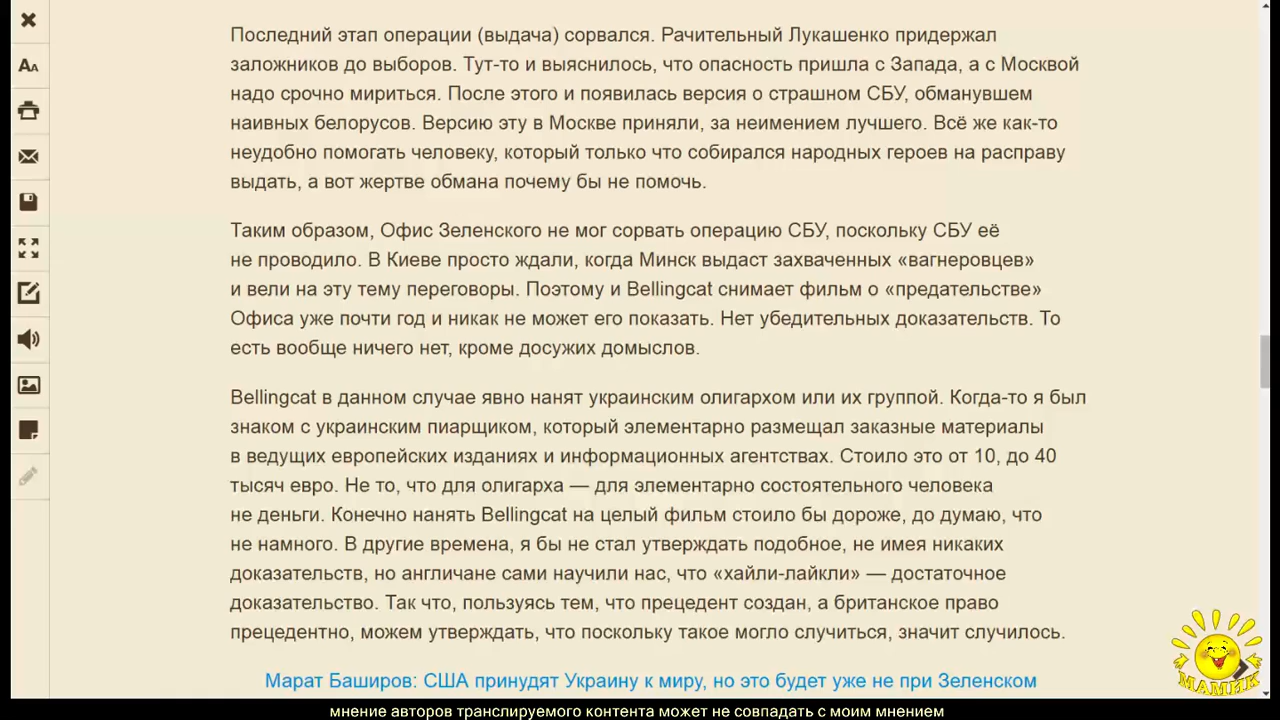 Последний этап операции (выдача) сорвался. Рачительный Лукашенко придержал
заложников до выборов. Тут-то и выяснилось, что опасность пришла с Запада, а с Москвой
надо срочно мириться. После этого и появилась версия о страшном СБУ, обманувшем
наивных белорусов. Версию эту в Москве приняли, за неимением лучшего. Всё же как-то
неудобно помогать человеку, который только что собирался народных героев на расправу
выдать, а вот жертве обмана почему бы не помочь.
Таким образом, Офис Зеленского не мог сорвать операцию СБУ, поскольку СБУ её
не проводило. В Киеве просто ждали, когда Минск выдаст захваченных «вагнеровцев»
и вели на эту тему переговоры. Поэтому и Bellingcat снимает фильм о «предательстве»
Офиса уже почти год и никак не может его показать. Нет убедительных доказательств. То
есть вообще ничего нет, кроме досужих домыслов.
Bellingcat в данном случае явно нанят украинским олигархом или их группой. Когда-то я был
знаком с украинским пиарщиком, который элементарно размещал заказные материалы
в ведущих европейских изданиях и информационных агентствах. Стоило это от 10, до 40
тысяч евро. Не то, что для олигарха — для элементарно состоятельного человека
не деньги. Конечно нанять Bellingcat на целый фильм стоило бы дороже, до думаю, что
не намного. В другие времена, я бы не стал утверждать подобное, не имея никаких
доказательств, но англичане сами научили нас, что «хайли-лайкли» — достаточное
доказательство. Так что, пользуясь тем, что прецедент создан, а британское право
прецедентно, можем утверждать, что поскольку такое могло случиться, значит случилось.
Марат Баширов: США принудят Украину к миру, но это будет уже не при Зеленском
МАМИК
мнение авторов транслируемого контента может не совпадать с моим мнением